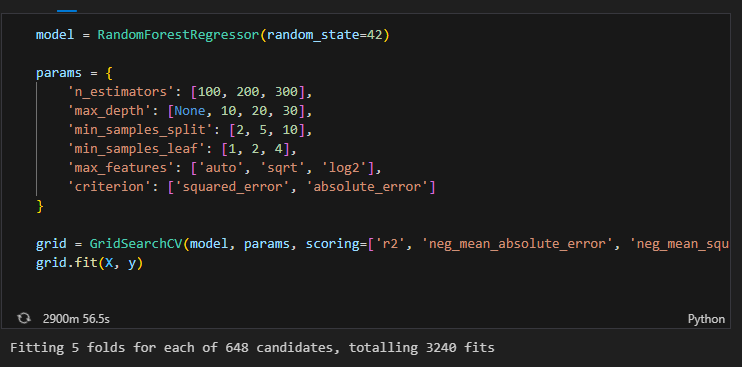 model = RandomForestRegressor(random_state=42)
params = {
'n_estimators': [100, 200, 300],
'max_depth': [None, 10, 20, 30],
'min_samples_split': [2, 5, 10],
'min_samples_leaf': [1, 2, 4],
'max_features': ['auto', 'sqrt', 'log2'],
'criterion': ['squared_error', 'absolute_error']
}
grid = GridSearchCV(model, params, scoring=['r2', 'neg_mean_absolute_error', 'neg_mean_squ
grid.fit(X, y)
2900m 56.5s
Python
Fitting 5 folds for each of 648 candidates, totalling 3240 fits